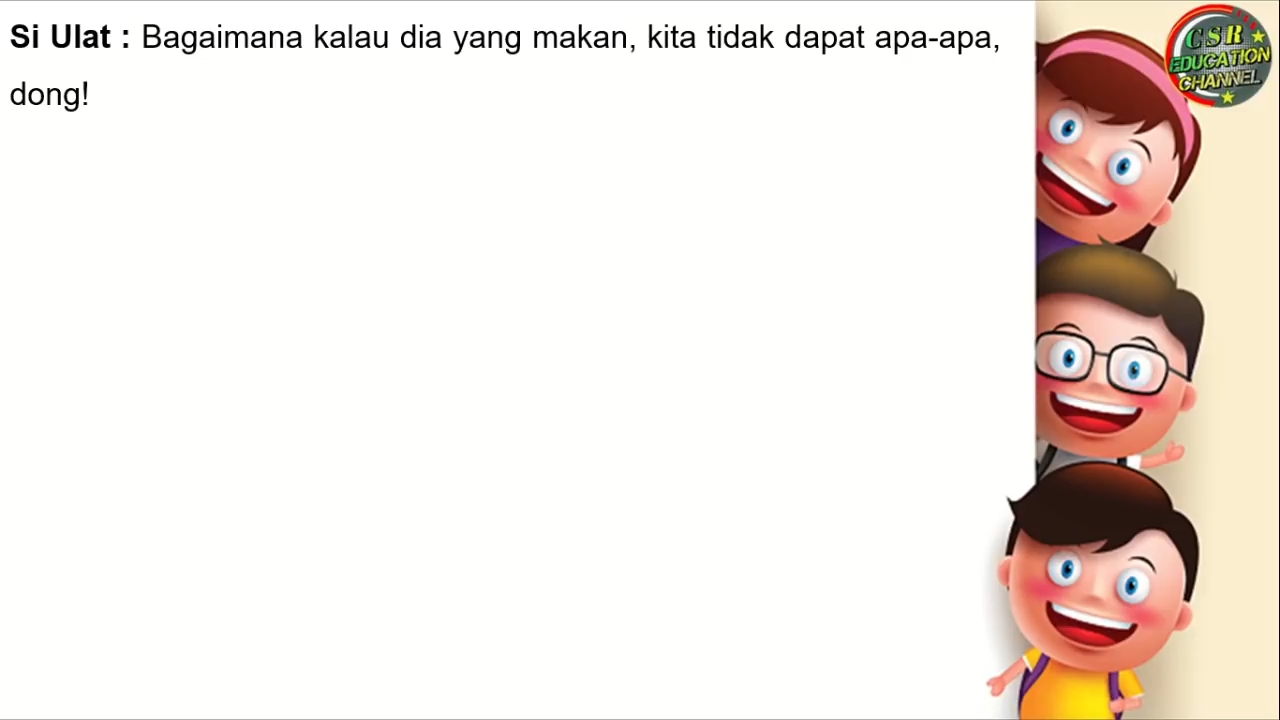 Si Ulat : Bagaimana kalau dia yang makan, kita tidak dapat apa-apa,
dong!
CSR
EDUCATION
CHANNEL